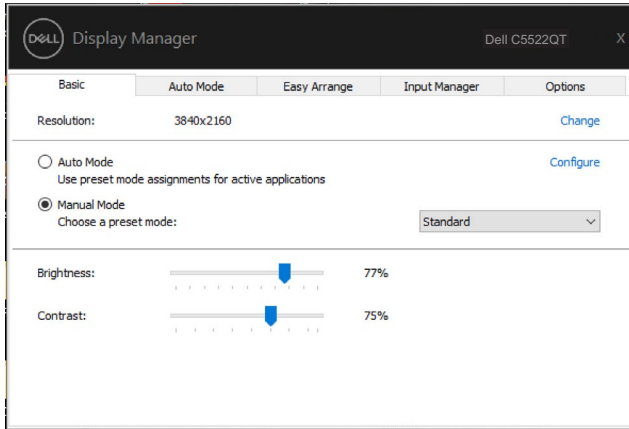 DELL Display Manager Dell C5522QT X
Basic Auto Mode Easy Arrange Input Manager Options
Resolution: 3840x2160 Change
Auto Mode Configure
Use preset mode assignments for active applications
Manual Mode
Choose a preset mode: Standard
Brightness: 77%
Contrast: 75%